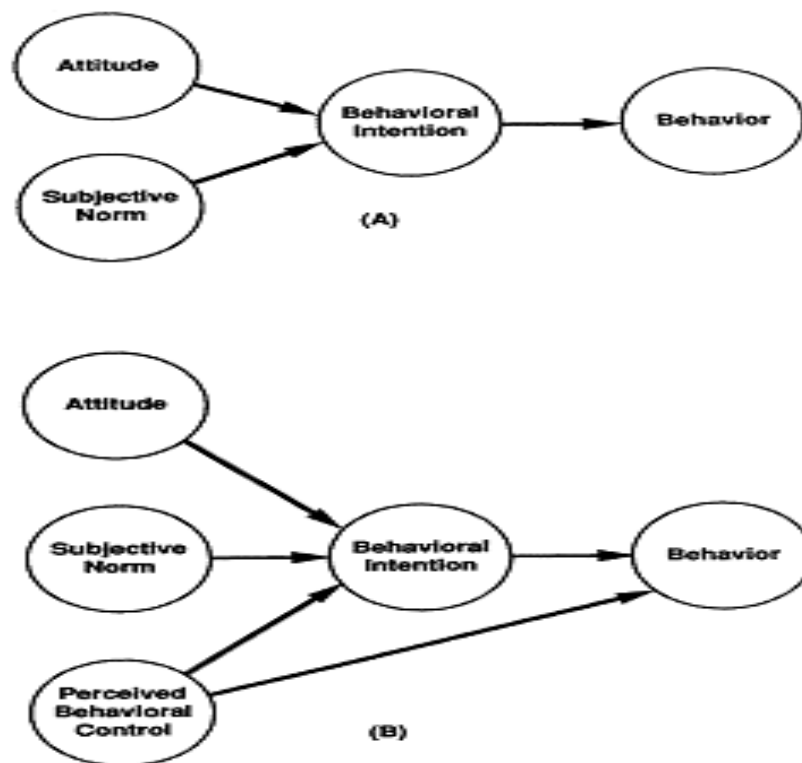 Attitude
Behavioral
Intention
Behavior
Subjective
Norm
(A)
Attitude
Subjective
Norm
Behavioral
Intention
Behavior
Perceived
Behavioral
Control
(B)